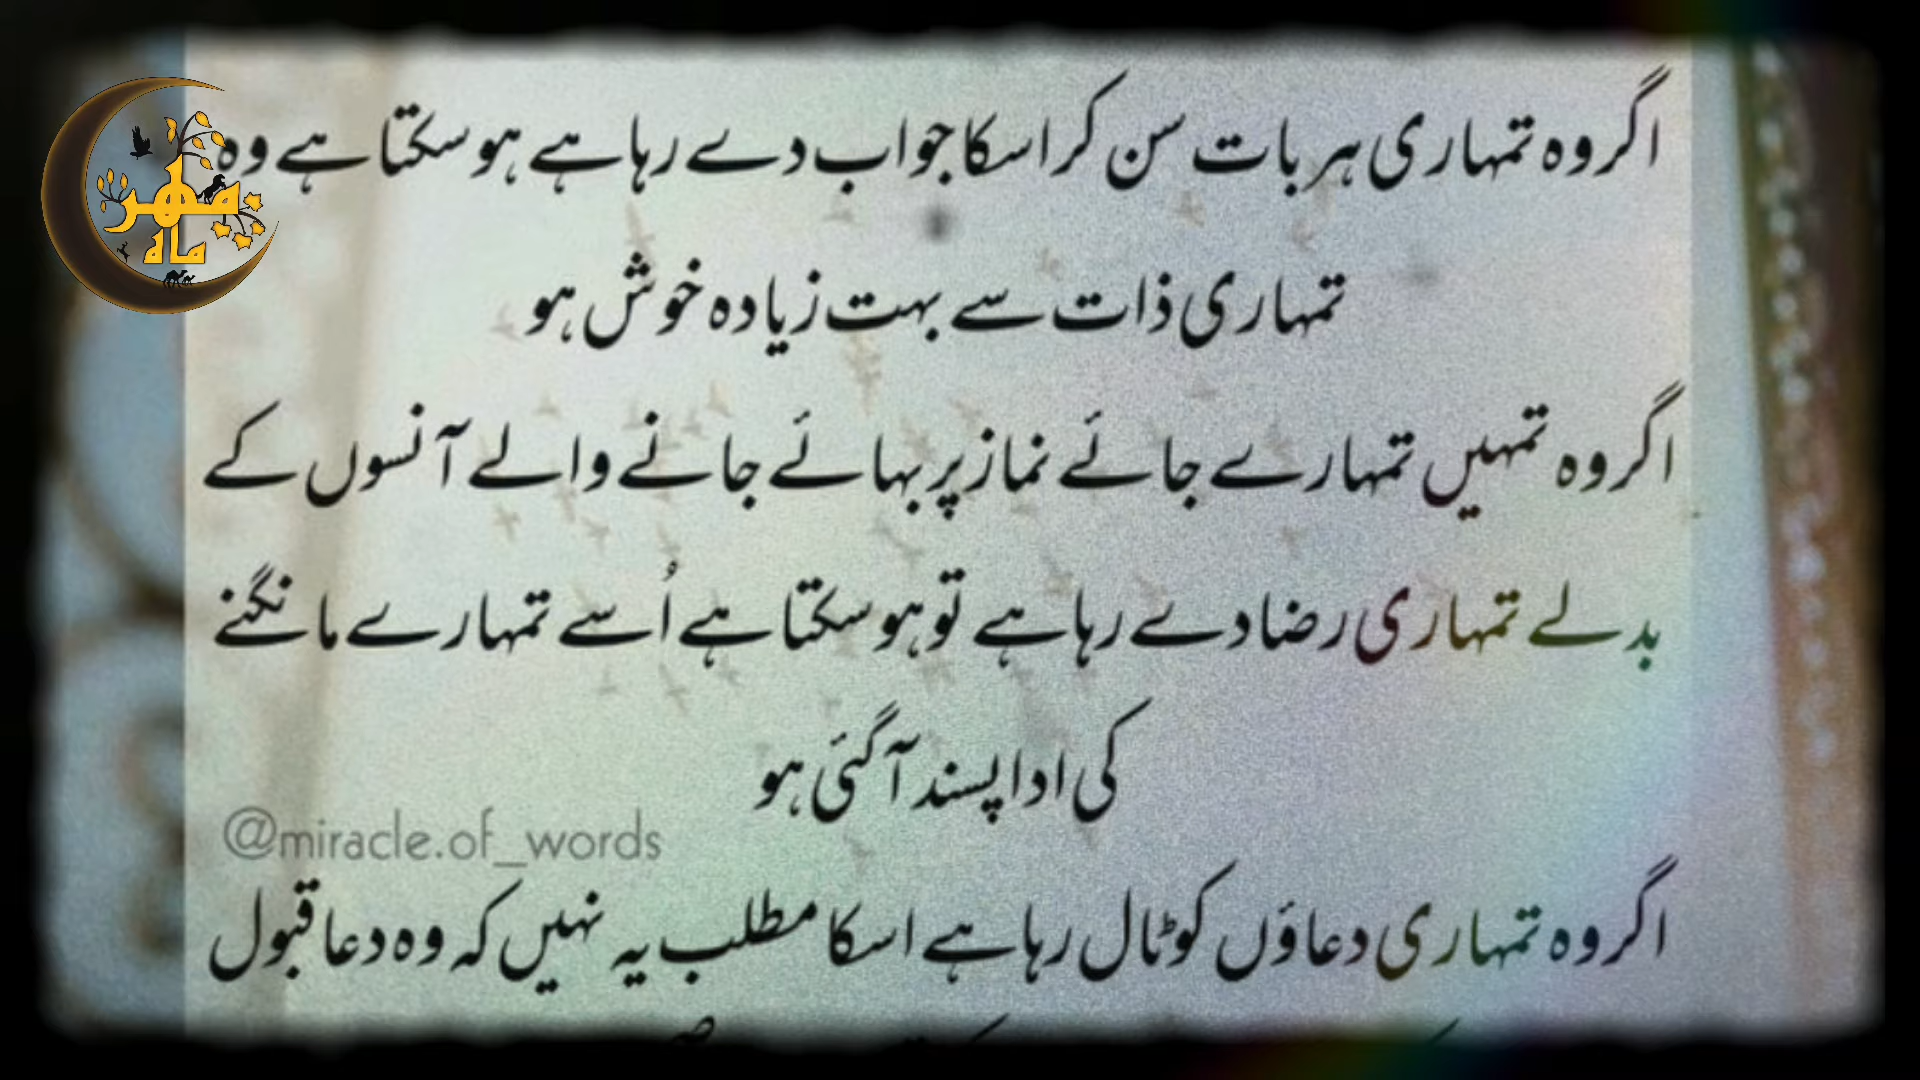 اگر وہ تمہاری ہر بات سن کر اسکا جواب دے رہا ہے ہو سکتا ہے وہ
تمہاری ذات سے بہت زیادہ خوش ہو
اگر وہ تمہیں تمہارے جائے نماز پر بہائے جانے والے آنسوں کے
بدلے تمہاری رضا دے رہا ہے تو ہو سکتا ہے اُسے تمہارے مانگنے
کی ادا پسند آگئی ہو
@miracle.of_words
اگر وہ تمہاری دعاؤں کو ٹال رہا ہے اسکا مطلب یہ نہیں کہ وہ دعا قبول
مهر
ماه